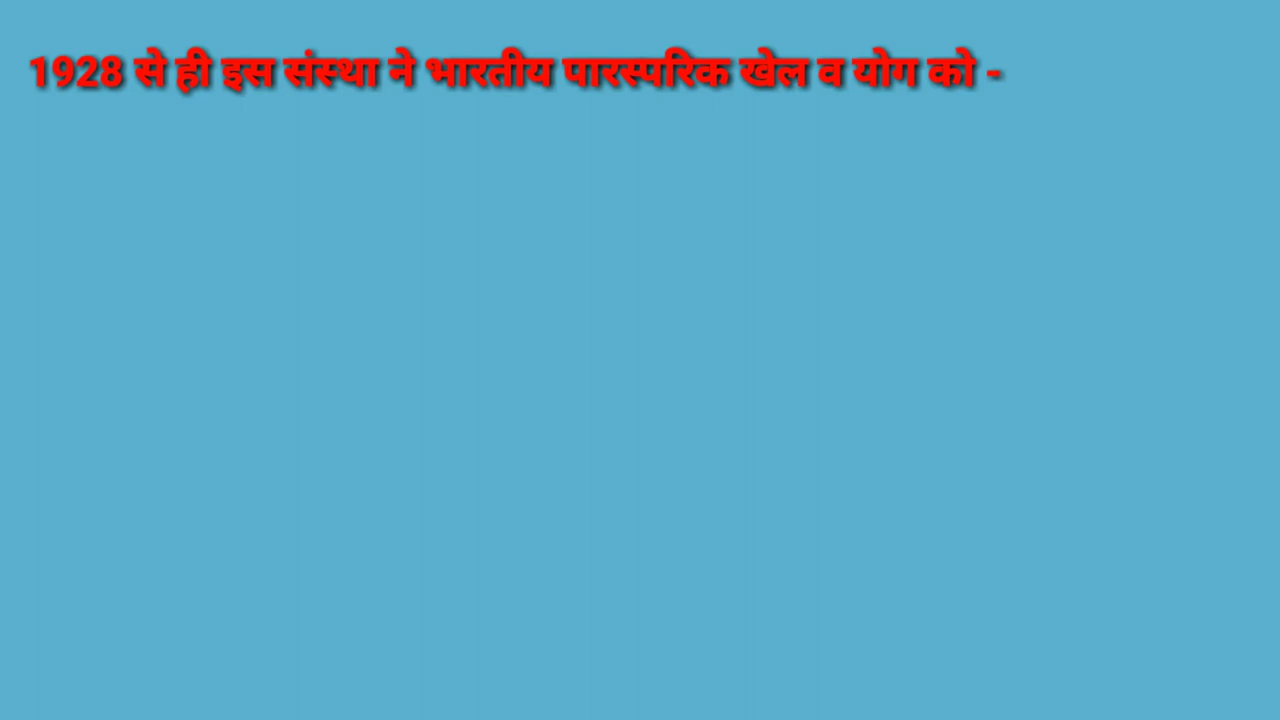 1928 से ही इस संस्था ने भारतीय पारस्परिक खेल व योग को -